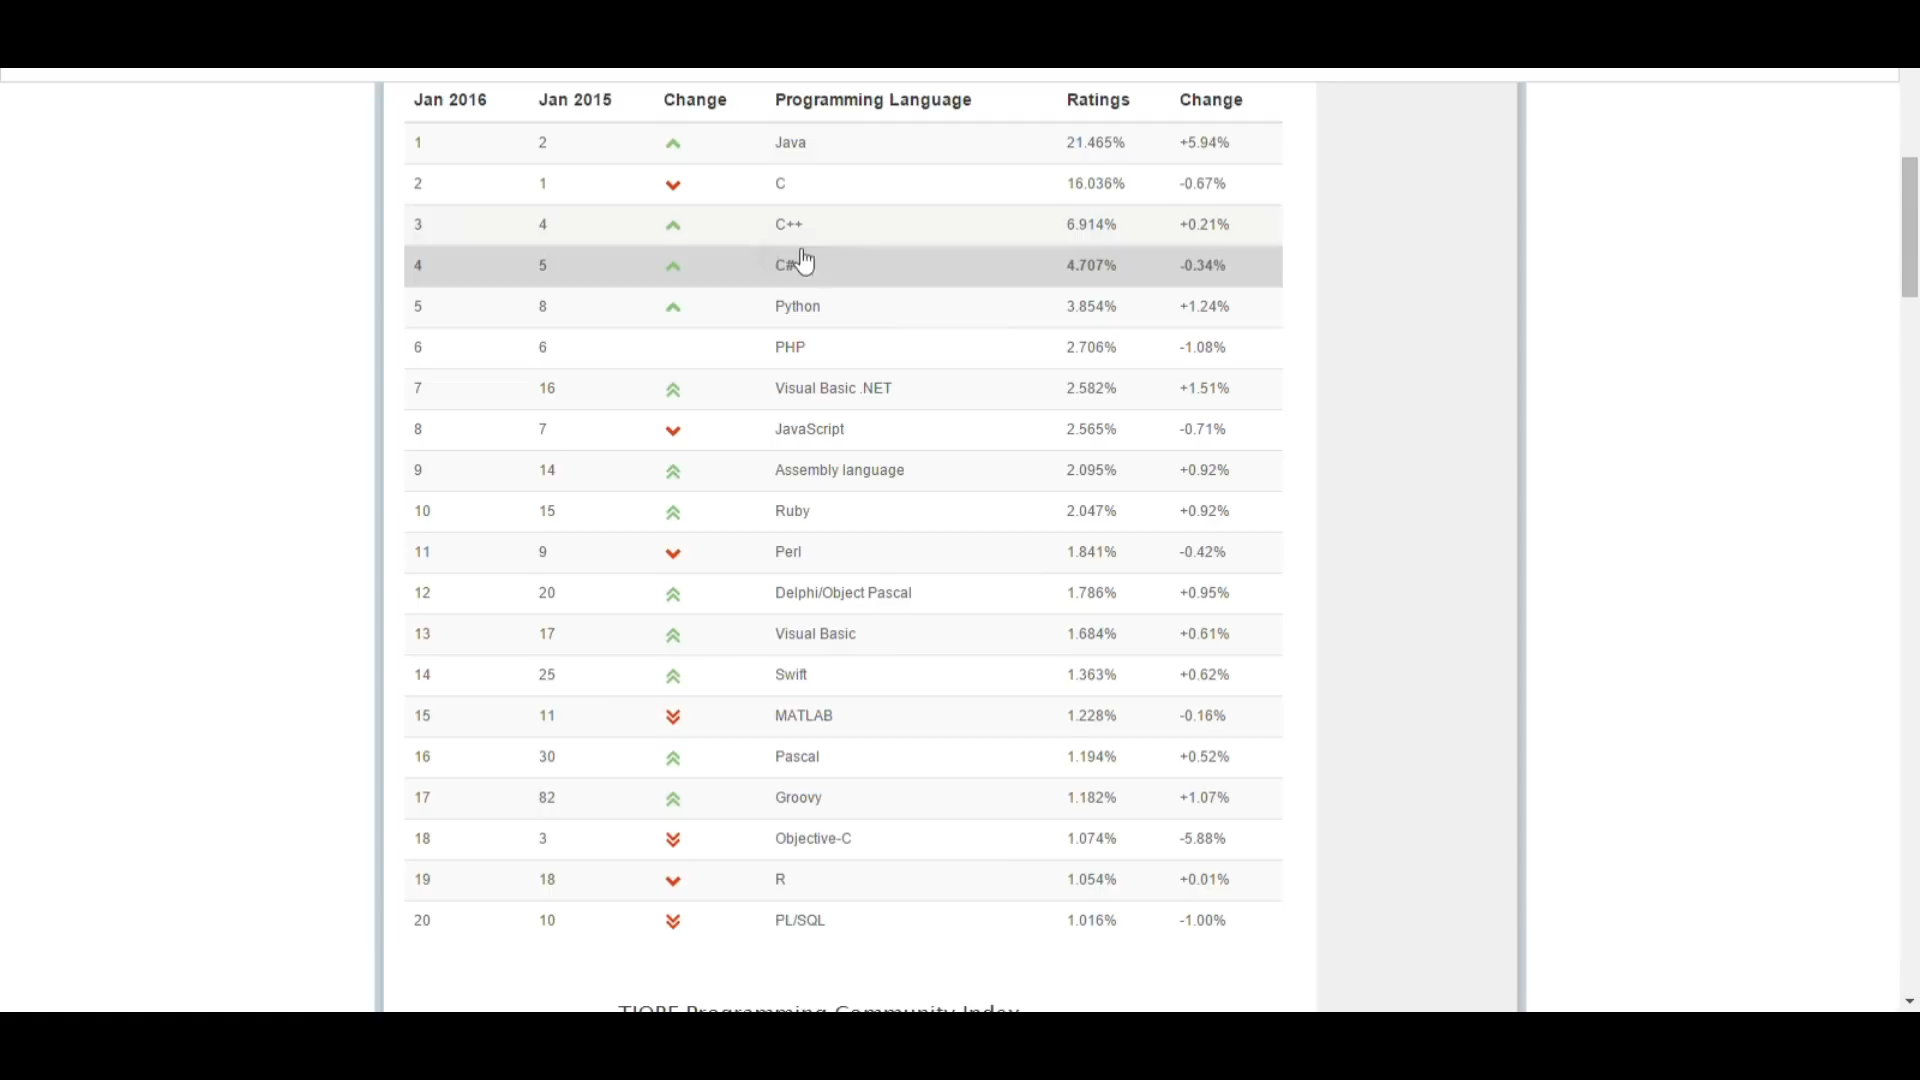 Jan 2016 Jan 2015 Change Programming Language Ratings Change
1 2 Java 21.465% +5.94%
2 1 C 16.036% -0.67%
3 4 C++ 6.914% +0.21%
4 5 C# 4.707% -0.34%
5 8 Python 3.854% +1.24%
6 6 PHP 2.706% -1.08%
7 16 Visual Basic .NET 2.582% +1.51%
8 7 JavaScript 2.565% -0.71%
9 14 Assembly language 2.095% +0.92%
10 15 Ruby 2.047% +0.92%
11 9 Perl 1.841% -0.42%
12 20 Delphi/Object Pascal 1.786% +0.95%
13 17 Visual Basic 1.684% +0.61%
14 25 Swift 1.363% +0.62%
15 11 MATLAB 1.228% -0.16%
16 30 Pascal 1.194% +0.52%
17 82 Groovy 1.182% +1.07%
18 3 Objective-C 1.074% -5.88%
19 18 R 1.054% +0.01%
20 10 PL/SQL 1.016% -1.00%
TIOBE Programming Community Index